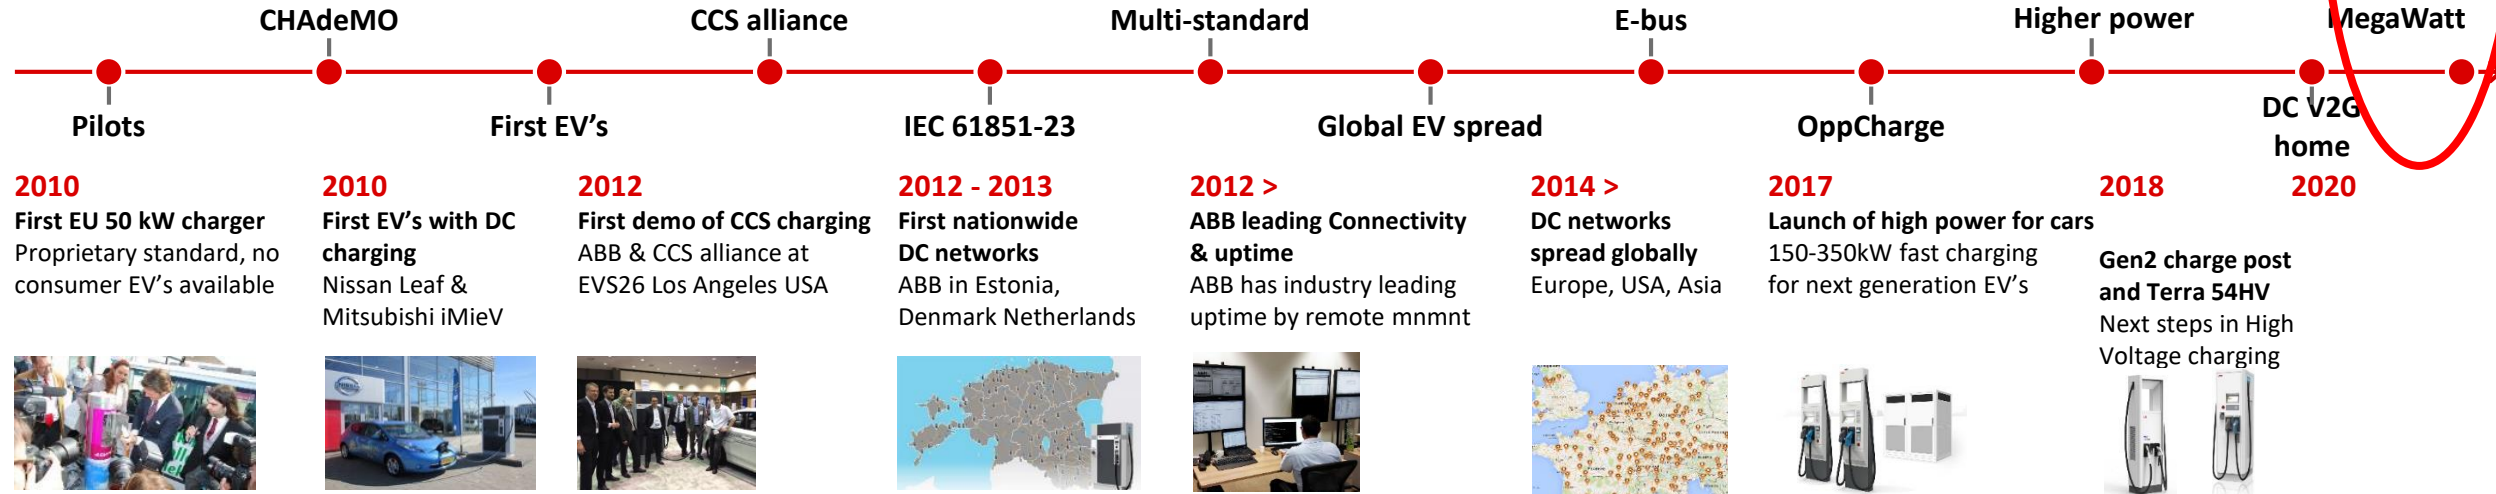 CHAdeMO
CCS alliance
Multi-standard
E-bus
Higher power
MegaWatt
Pilots
First EV’s
IEC 61851-23
Global EV spread
OppCharge
DC V2G
home
2010
First EU 50 kW charger
Proprietary standard, no
consumer EV’s available
2010
First EV’s with DC
charging
Nissan Leaf &
Mitsubishi iMieV
2012
First demo of CCS charging
ABB & CCS alliance at
EVS26 Los Angeles USA
2012 - 2013
First nationwide
DC networks
ABB in Estonia,
Denmark Netherlands
2012 >
ABB leading Connectivity
& uptime
ABB has industry leading
uptime by remote mnmnt
2014 >
DC networks
spread globally
Europe, USA, Asia
2017
Launch of high power for cars
150-350kW fast charging
for next generation EV’s
2018
Gen2 charge post
and Terra 54HV
Next steps in High
Voltage charging
2020